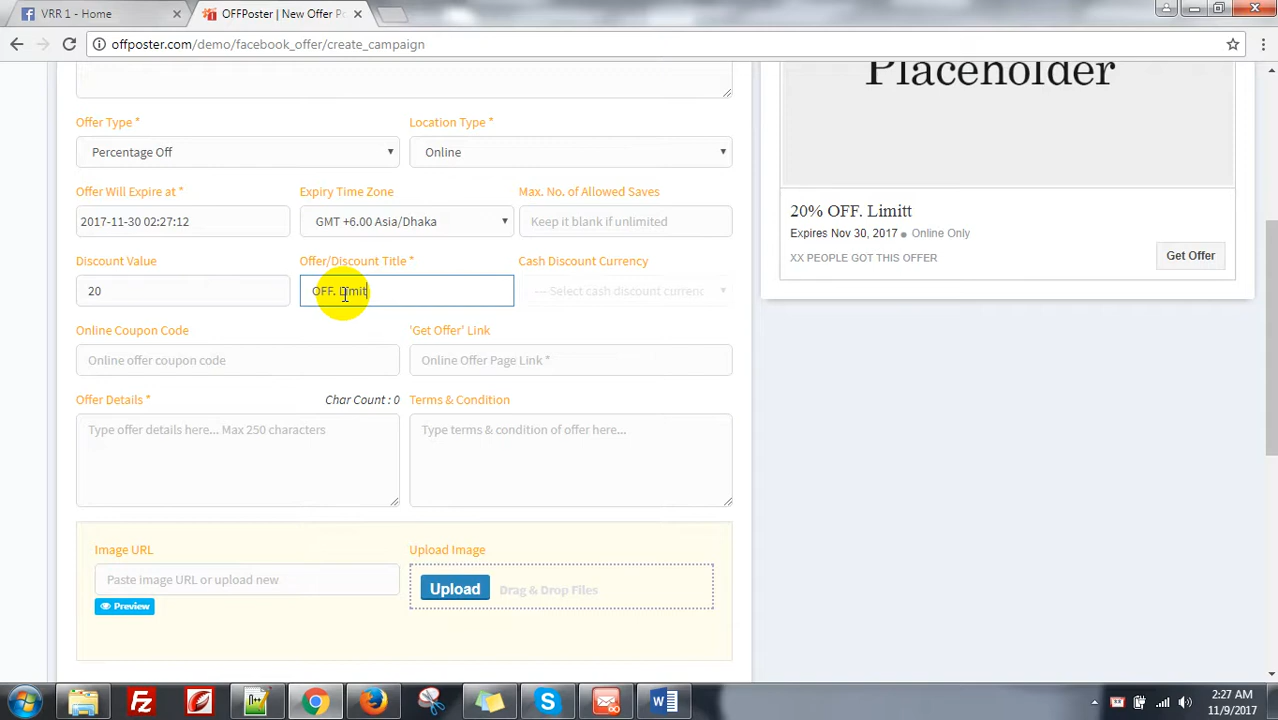 VRR 1 - Home
OFFPoster | New Offer P
offposter.com/demo/facebook_offer/create_campaign
Placeholder
Offer Type *
Location Type *
Percentage Off
Online
Offer Will Expire at *
Expiry Time Zone
Max. No. of Allowed Saves
2017-11-30 02:27:12
GMT +6.00 Asia/Dhaka
Keep it blank if unlimited
20% OFF. Limitt
Expires Nov 30, 2017 ● Online Only
XX PEOPLE GOT THIS OFFER
Get Offer
Discount Value
Offer/Discount Title *
Cash Discount Currency
20
OFF. Limit
--- Select cash discount currenc
Online Coupon Code
'Get Offer' Link
Online offer coupon code
Online Offer Page Link *
Offer Details *
Char Count : 0
Terms & Condition
Type offer details here... Max 250 characters
Type terms & condition of offer here...
Image URL
Upload Image
Paste image URL or upload new
Upload
Drag & Drop Files
Preview
2:27 AM
11/9/2017